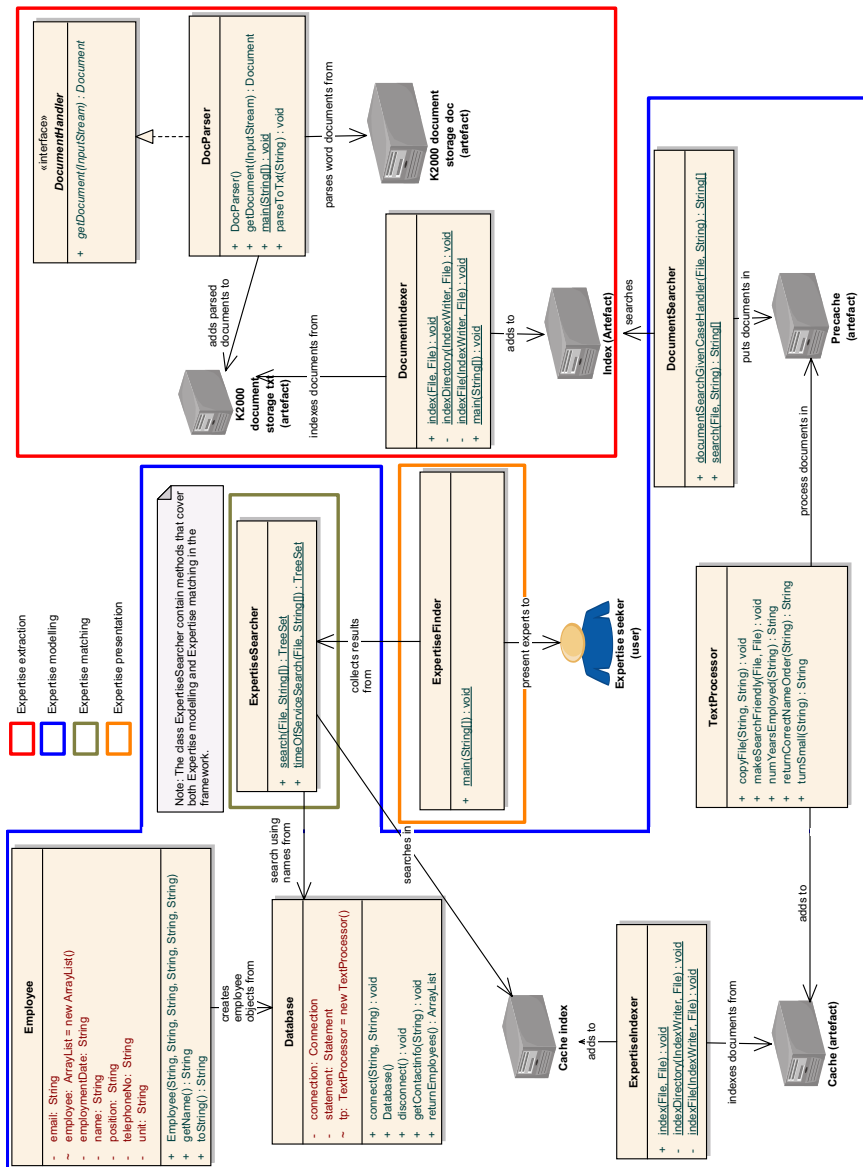 Expertise extraction
Expertise modelling
Expertise matching
Expertise presentation
Note: The class ExpertiseSearcher contain methods that cover
both Expertise modelling and Expertise matching in the
framework.
Employee
- email: String
~ employee: ArrayList = new ArrayList()
- employmentDate: String
- name: String
- position: String
- telephoneNo: String
- unit: String
+ Employee(String, String, String, String, String, String)
+ getName() : String
+ toString() : String
creates
employee
objects from
Database
- connection: Connection
- statement: Statement
~ tp: TextProcessor = new TextProcessor()
+ connect(String, String) : void
+ Database()
+ disconnect() : void
+ getContactinfo(String) : void
+ returnEmployees() : ArrayList
search using
names from
ExpertiseSearcher
+ search(File, String[]) : TreeSet
+ timeOfServiceSearch(File, String[]) : TreeSet
collects results
from
ExpertiseFinder
+ main(String[]) : void
present experts to
Expertise seeker
(user)
searches in
Cache index
adds to
ExpertiseIndexer
+ index(File, File) : void
- indexDirectory(IndexWriter, File) : void
- indexFile(IndexWriter, File) : void
indexes documents from
Cache (artefact)
adds to
TextProcessor
+ copyFile(String, String) : void
+ makeSearchFriendly(File, File) : void
+ numYearsEmployed(String) : String
+ returnCorrectNameOrder(String) : String
+ turnSmall(String) : String
process documents in
Precache
(artefact)
puts documents in
DocumentSearcher
+ documentSearchGivenCaseHandler(File, String) : String[]
+ search(File, String) : String[]
searches
Index (Artefact)
adds to
DocumentIndexer
+ index(File, File) : void
- indexDirectory(IndexWriter, File) : void
- indexFile(IndexWriter, File) : void
+ main(String[]) : void
indexes documents from
K2000
document
storage txt
(artefact)
adds parsed
documents to
«interface»
DocumentHandler
+ getDocument(InputStream) : Document
DocParser
+ DocParser()
+ getDocument(InputStream) : Document
+ main(String[]) : void
+ parseToTxt(String) : void
parses word documents from
K2000 document
storage doc
(artefact)